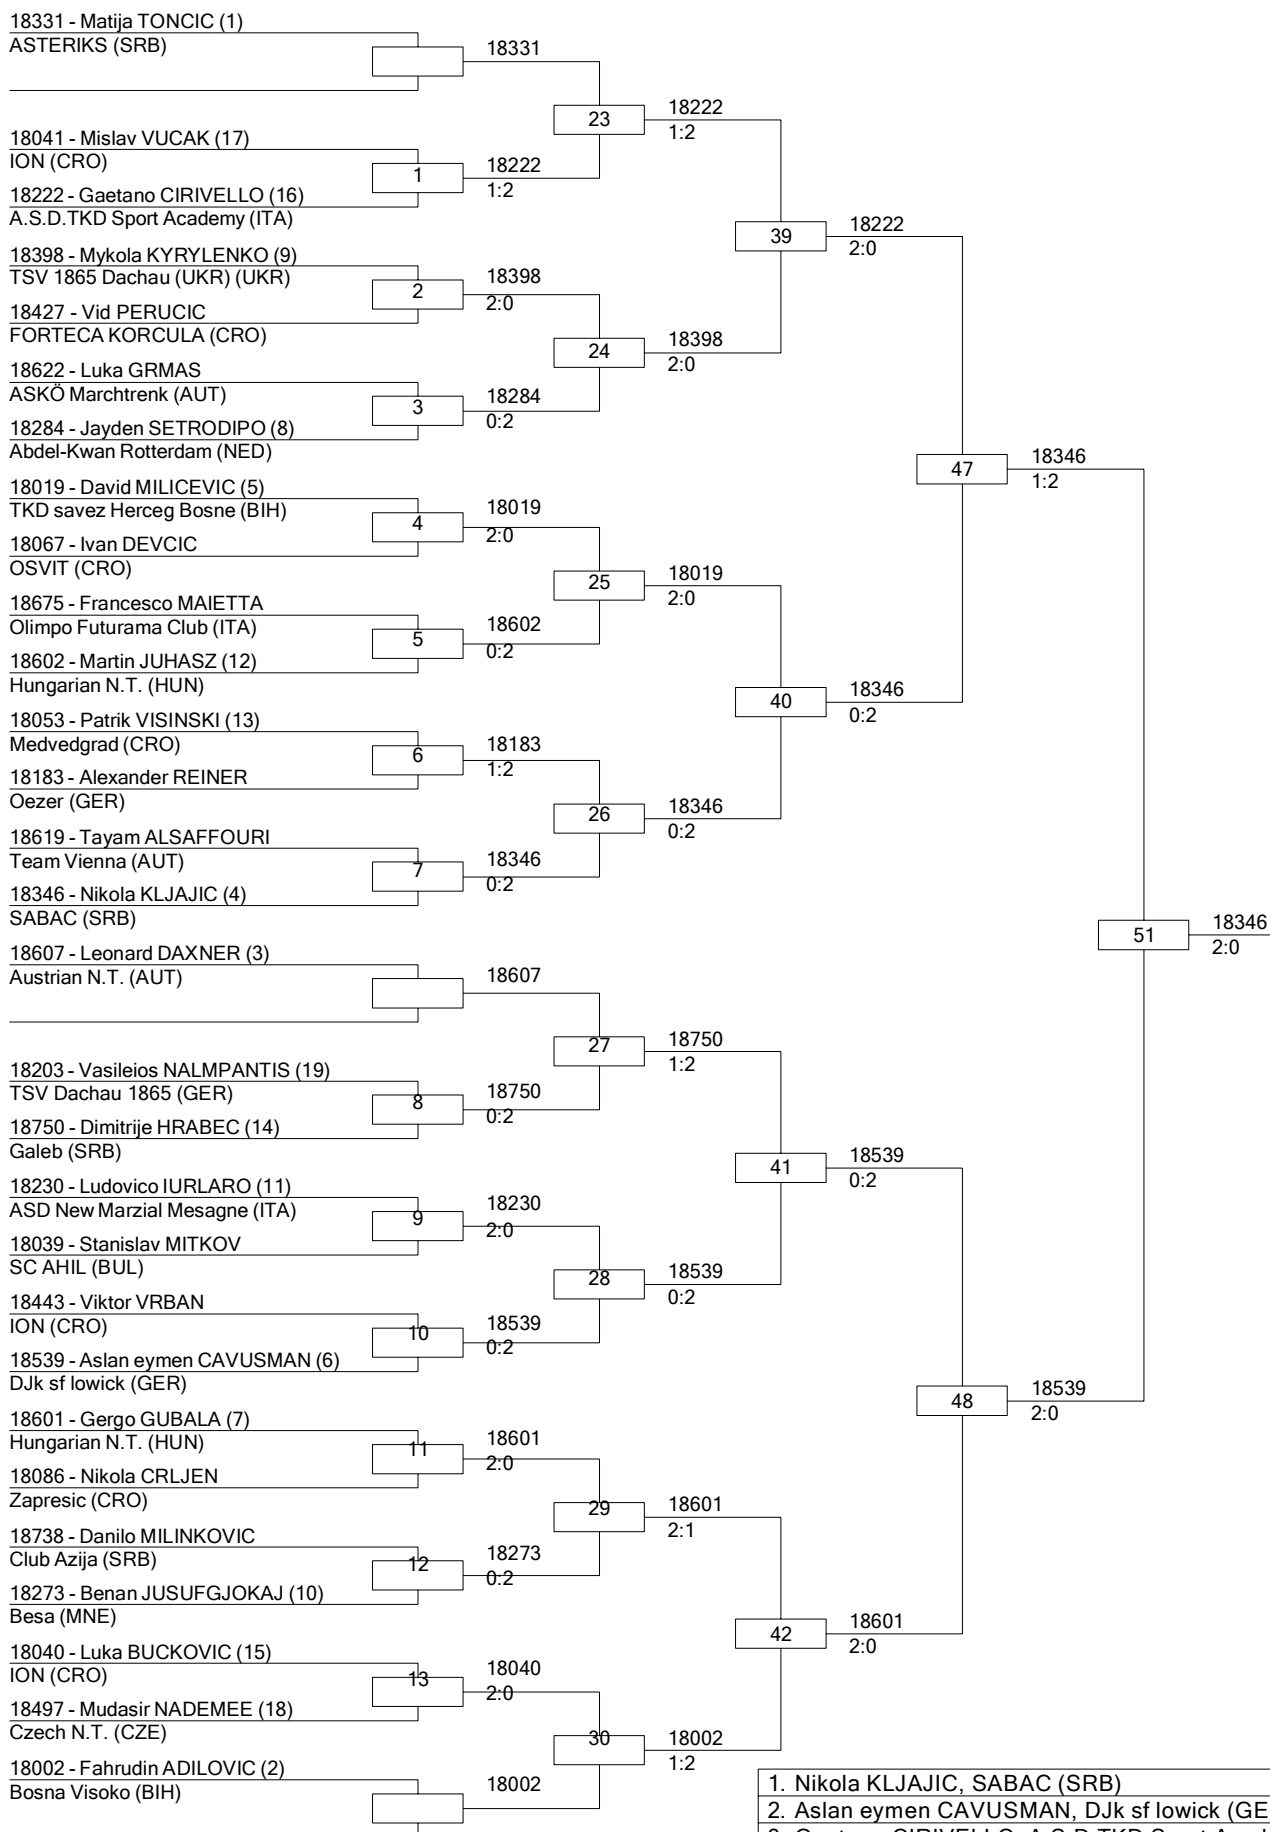 18331 - Matija TONCIC (1)
ASTERIKS (SRB)
18331
23
18222
1:2
18041 - Mislav VUCAK (17)
ION (CRO)
1
18222
1:2
18222 - Gaetano CIRIVELLO (16)
A.S.D.TKD Sport Academy (ITA)
39
18222
2:0
18398 - Mykola KYRYLENKO (9)
TSV 1865 Dachau (UKR) (UKR)
2
18398
2:0
18427 - Vid PERUCIC
FORTECA KORCULA (CRO)
24
18398
2:0
18622 - Luka GRMAS
ASKÖ Marchtrenk (AUT)
3
18284
0:2
18284 - Jayden SETRODIPO (8)
Abdel-Kwan Rotterdam (NED)
47
18346
1:2
18019 - David MILICEVIC (5)
TKD savez Herceg Bosne (BIH)
4
18019
2:0
18067 - Ivan DEVCIC
OSVIT (CRO)
25
18019
2:0
18675 - Francesco MAIETTA
Olimpo Futurama Club (ITA)
5
18602
0:2
18602 - Martin JUHASZ (12)
Hungarian N.T. (HUN)
40
18346
0:2
18053 - Patrik VISINSKI (13)
Medvedgrad (CRO)
6
18183
1:2
18183 - Alexander REINER
Oezer (GER)
26
18346
0:2
18619 - Tayam ALSAFFOURI
Team Vienna (AUT)
7
18346
0:2
18346 - Nikola KLJAJIC (4)
SABAC (SRB)
51
18346
2:0
18607 - Leonard DAXNER (3)
Austrian N.T. (AUT)
18607
27
18750
1:2
18203 - Vasileios NALMPANTIS (19)
TSV Dachau 1865 (GER)
8
18750
0:2
18750 - Dimitrije HRABEC (14)
Galeb (SRB)
41
18539
0:2
18230 - Ludovico IURLARO (11)
ASD New Marzial Mesagne (ITA)
9
18230
2:0
18039 - Stanislav MITKOV
SC AHIL (BUL)
28
18539
0:2
18443 - Viktor VRBAN
ION (CRO)
10
18539
0:2
18539 - Aslan eymen CAVUSMAN (6)
DJk sf lowick (GER)
48
18539
2:0
18601 - Gergo GUBALA (7)
Hungarian N.T. (HUN)
11
18601
2:0
18086 - Nikola CRLJEN
Zapresic (CRO)
29
18601
2:1
18738 - Danilo MILINKOVIC
Club Azija (SRB)
12
18273
0:2
18273 - Benan JUSUFGJOKAJ (10)
Besa (MNE)
42
18601
2:0
18040 - Luka BUCKOVIC (15)
ION (CRO)
13
18040
2:0
18497 - Mudasir NADEMEE (18)
Czech N.T. (CZE)
30
18002
1:2
18002 - Fahrudin ADILOVIC (2)
Bosna Visoko (BIH)
18002
1. Nikola KLJAJIC, SABAC (SRB)
2. Aslan eymen CAVUSMAN, DJk sf lowick (GE